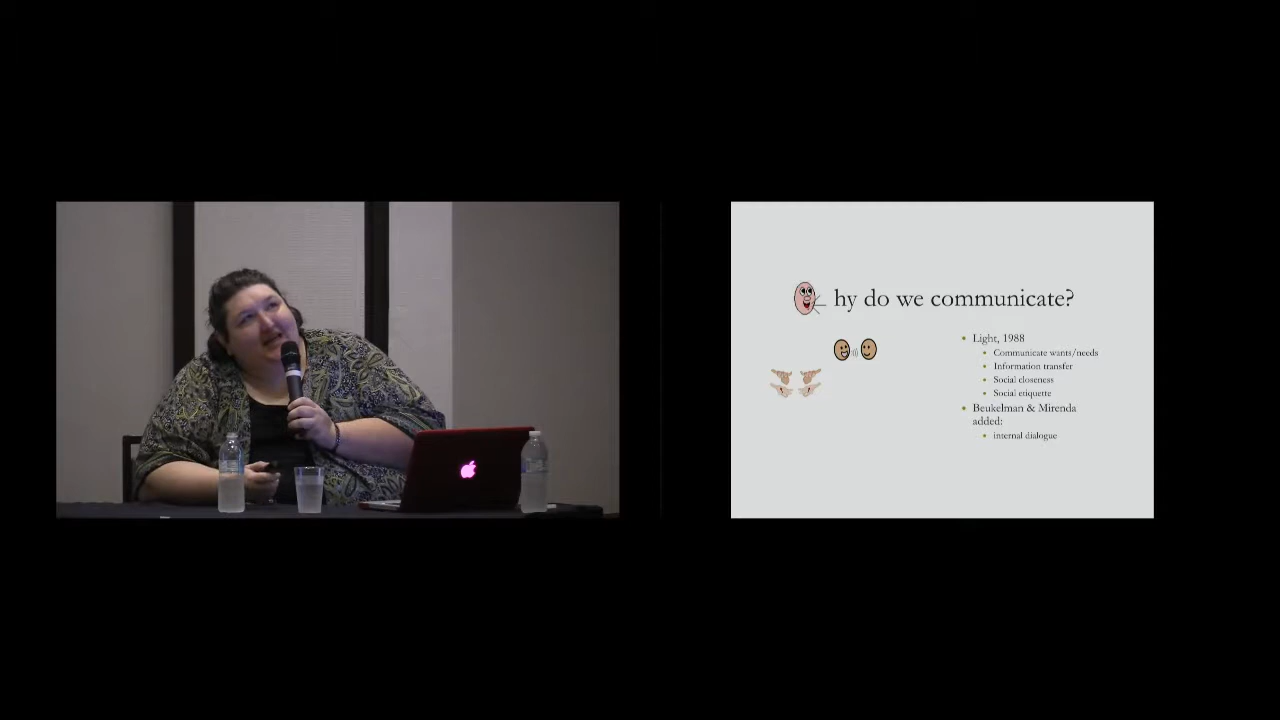 hy do we communicate?
Light, 1988
Communicate wants/needs
Information transfer
Social closeness
Social etiquette
Beukelman & Mirenda
added:
internal dialogue